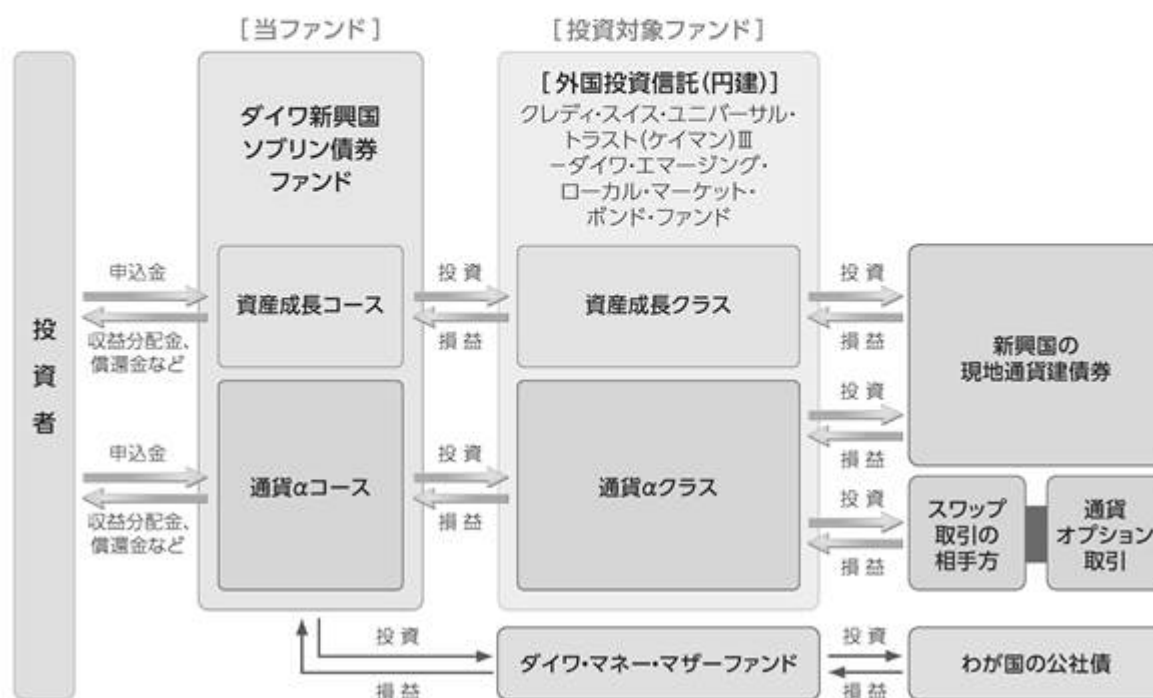 [当ファンド]
[投資対象ファンド]
投資者
ダイワ新興国
ソブリン債券
ファンド
[外国投資信託(円建)]
クレディ・スイス・ユニバーサル・
トラスト(ケイマン)Ⅲ
−ダイワ・エマージング・
ローカル・マーケット・
ボンド・ファンド
申込金
収益分配金、
償還金など
資産成長コース
投資
損益
資産成長クラス
投資
損益
新興国の
現地通貨建債券
申込金
収益分配金、
償還金など
通貨αコース
投資
損益
通貨αクラス
投資
損益
投資
損益
スワップ
取引の
相手方
通貨
オプション
取引
投資
損益
ダイワ・マネー・マザーファンド
投資
損益
わが国の公社債